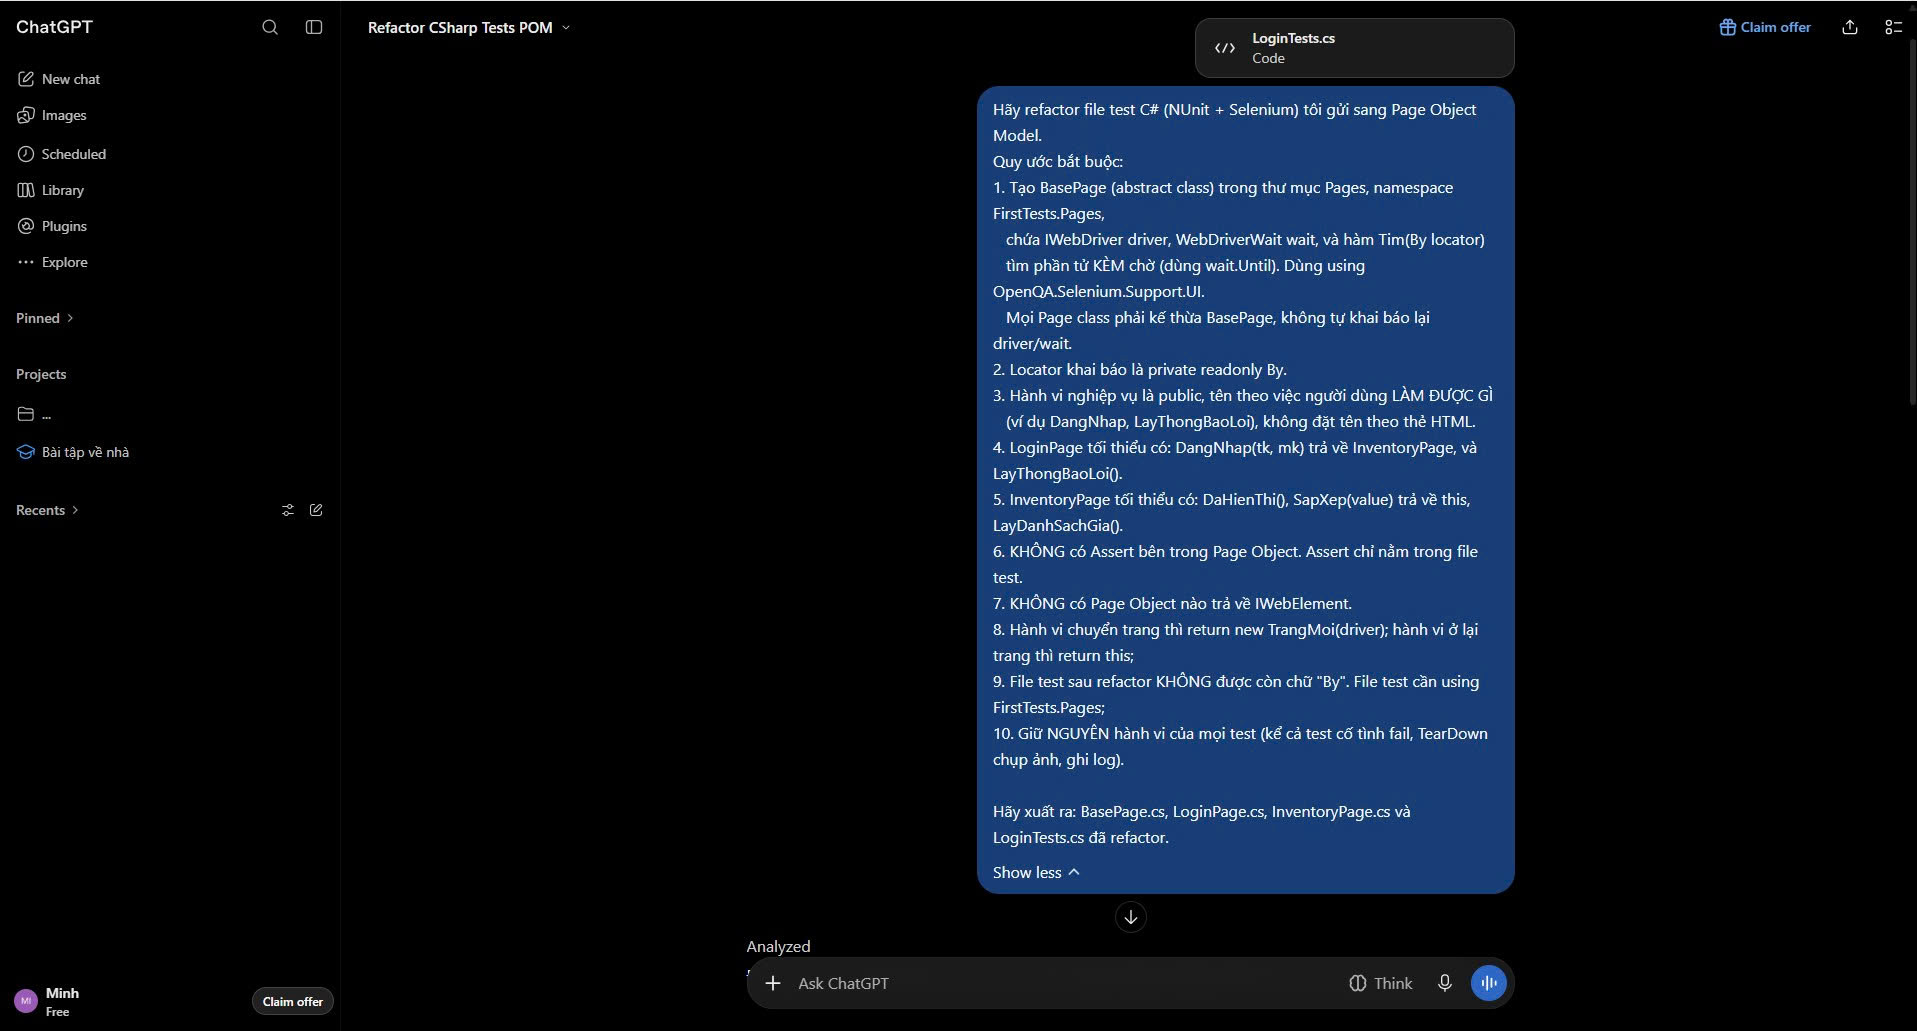 ChatGPT
New chat
Images
Scheduled
Library
Plugins
Explore
Pinned
Projects
...
Bài tập về nhà
Recents
MI
Minh
Free
Claim offer
Refactor CSharp Tests POM
Claim offer
LoginTests.cs
Code
Hãy refactor file test C# (NUnit + Selenium) tôi gửi sang Page Object
Model.
Quy ước bắt buộc:
1. Tạo BasePage (abstract class) trong thư mục Pages, namespace
FirstTests.Pages,
chứa IWebDriver driver, WebDriverWait wait, và hàm Tim(By locator)
tìm phần tử KÈM chờ (dùng wait.Until). Dùng using
OpenQA.Selenium.Support.UI.
Mọi Page class phải kế thừa BasePage, không tự khai báo lại
driver/wait.
2. Locator khai báo là private readonly By.
3. Hành vi nghiệp vụ là public, tên theo việc người dùng LÀM ĐƯỢC GÌ
(ví dụ DangNhap, LayThongBaoLoi), không đặt tên theo thẻ HTML.
4. LoginPage tối thiểu có: DangNhap(tk, mk) trả về InventoryPage, và
LayThongBaoLoi().
5. InventoryPage tối thiểu có: DaHienThi(), SapXep(value) trả về this,
LayDanhSachGia().
6. KHÔNG có Assert bên trong Page Object. Assert chỉ nằm trong file
test.
7. KHÔNG có Page Object nào trả về IWebElement.
8. Hành vi chuyển trang thì return new TrangMoi(driver); hành vi ở lại
trang thì return this;
9. File test sau refactor KHÔNG được còn chữ "By". File test cần using
FirstTests.Pages;
10. Giữ NGUYÊN hành vi của mọi test (kể cả test cố tình fail, TearDown
chụp ảnh, ghi log).
Hãy xuất ra: BasePage.cs, LoginPage.cs, InventoryPage.cs và
LoginTests.cs đã refactor.
Show less
Analyzed
Ask ChatGPT
Think